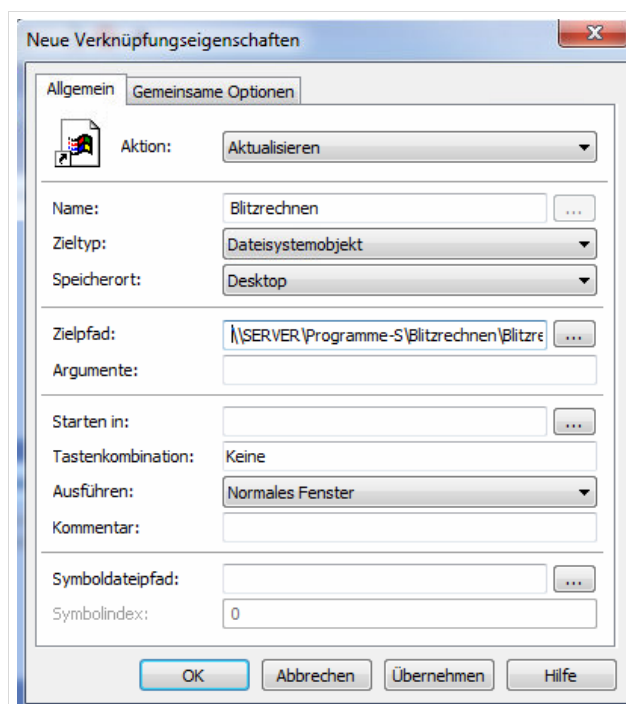 Neue Verknüpfungseigenschaften
Allgemein
Gemeinsame Optionen
Aktion:
Aktualisieren
Name:
Blitzrechnen
...
Zieltyp:
Dateisystemobjekt
Speicherort:
Desktop
Zielpfad:
\\SERVER\Programme-S\Blitzrechnen\Blitzre
...
Argumente:
Starten in:
...
Tastenkombination:
Keine
Ausführen:
Normales Fenster
Kommentar:
Symboldateipfad:
...
Symbolindex:
0
OK
Abbrechen
Übernehmen
Hilfe